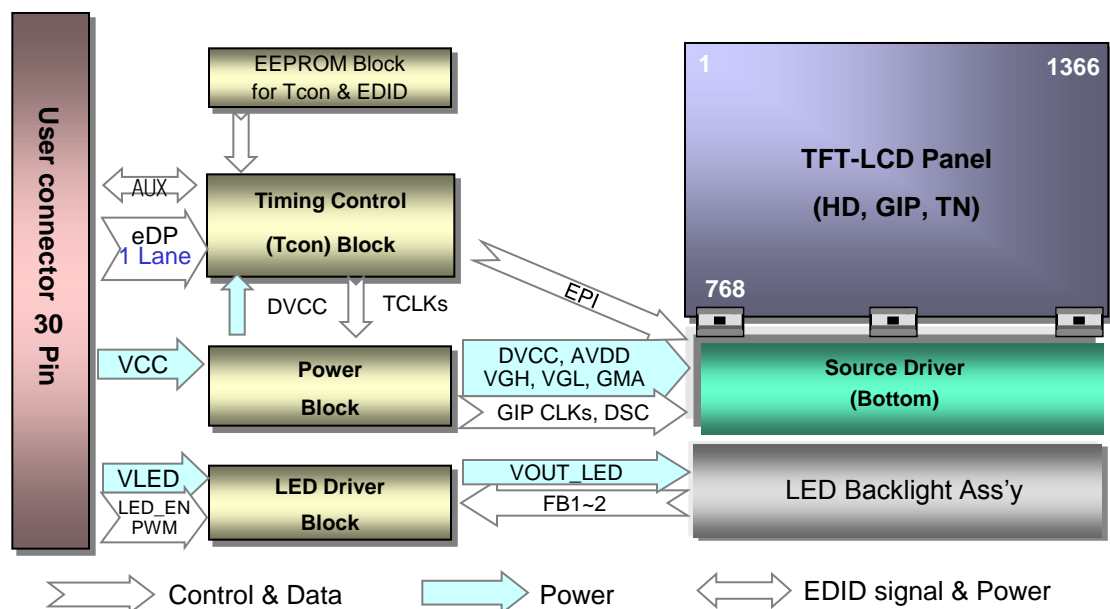 User connector 30 Pin
EEPROM Block
for Tcon & EDID
AUX
eDP
1 Lane
Timing Control
(Tcon) Block
DVCC
TCLKs
EPI
1
1366
TFT-LCD Panel
(HD, GIP, TN)
768
VCC
Power
Block
DVCC, AVDD
VGH, VGL, GMA
GIP CLKs, DSC
Source Driver
(Bottom)
VLED
LED_EN
PWM
LED Driver
Block
VOUT_LED
FB1~2
LED Backlight Ass’y
Control & Data
Power
EDID signal & Power